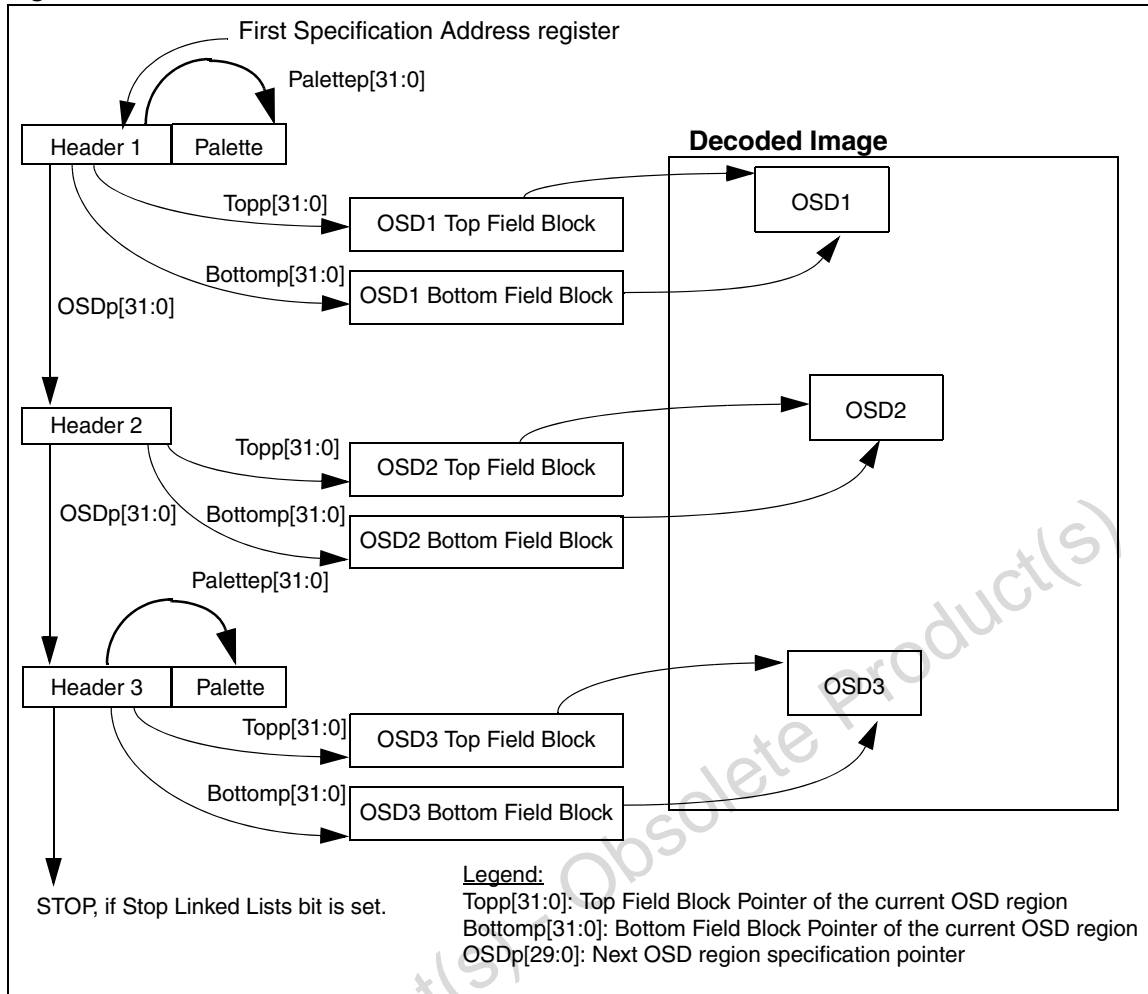 First Specification Address register
Palettep[31:0]
Header 1
Palette
Decoded Image
Topp[31:0]
OSD1 Top Field Block
OSD1
Bottomp[31:0]
OSD1 Bottom Field Block
OSDp[31:0]
Header 2
Topp[31:0]
OSD2 Top Field Block
OSD2
OSDp[31:0]
Bottomp[31:0]
OSD2 Bottom Field Block
Palettep[31:0]
Header 3
Palette
Topp[31:0]
OSD3 Top Field Block
OSD3
Bottomp[31:0]
OSD3 Bottom Field Block
STOP, if Stop Linked Lists bit is set.
Legend:
Topp[31:0]: Top Field Block Pointer of the current OSD region
Bottomp[31:0]: Bottom Field Block Pointer of the current OSD region
OSDp[29:0]: Next OSD region specification pointer
ct(s) - Obsolete Product(s)